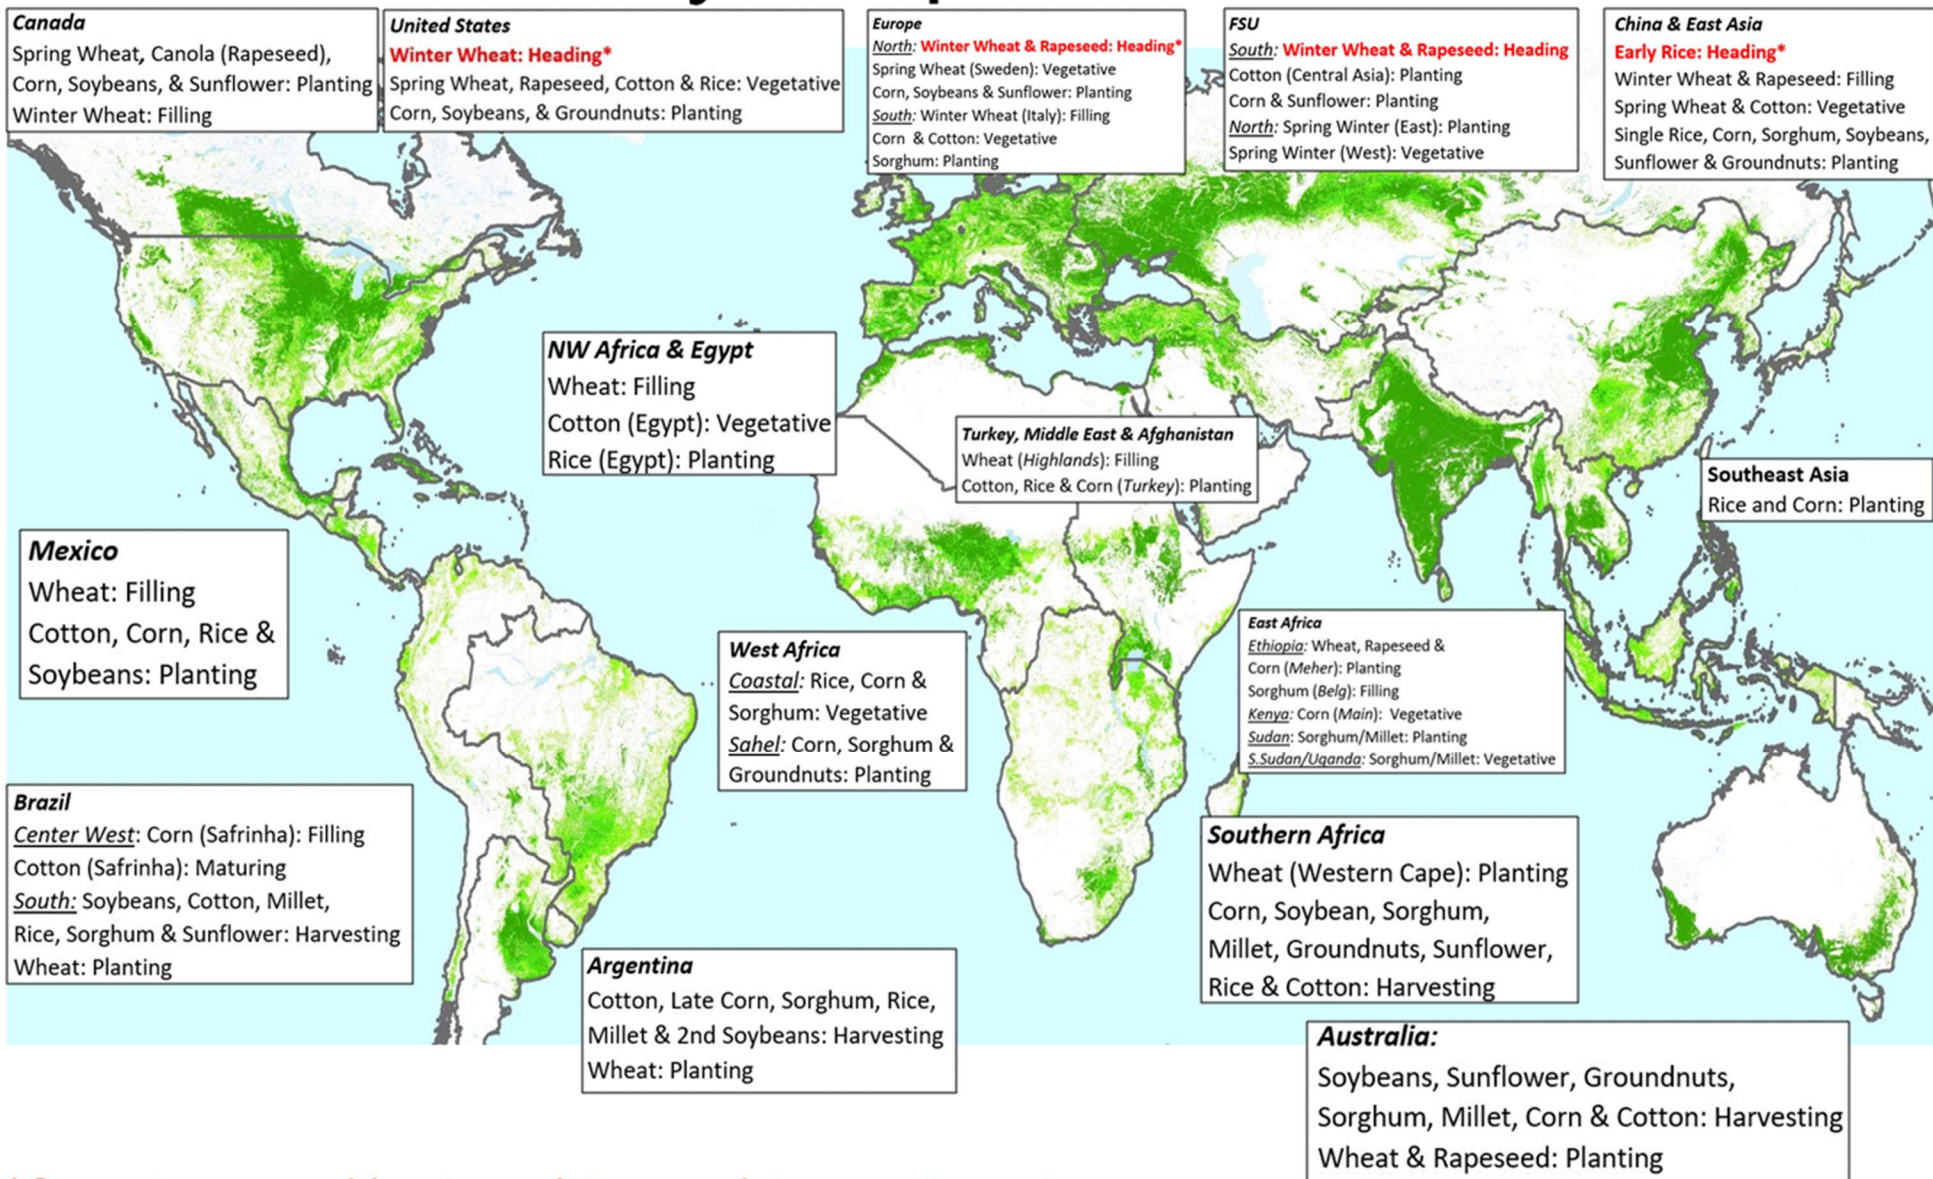 Canada
Spring Wheat, Canola (Rapeseed),
Corn, Soybeans, & Sunflower: Planting
Winter Wheat: Filling
United States
Winter Wheat: Heading*
Spring Wheat, Rapeseed, Cotton & Rice: Vegetative
Corn, Soybeans, & Groundnuts: Planting
Europe
North: Winter Wheat & Rapeseed: Heading*
Spring Wheat (Sweden): Vegetative
Corn, Soybeans & Sunflower: Planting
South: Winter Wheat (Italy): Filling
Corn & Cotton: Vegetative
Sorghum: Planting
FSU
South: Winter Wheat & Rapeseed: Heading
Cotton (Central Asia): Planting
Corn & Sunflower: Planting
North: Spring Winter (East): Planting
Spring Winter (West): Vegetative
China & East Asia
Early Rice: Heading*
Winter Wheat & Rapeseed: Filling
Spring Wheat & Cotton: Vegetative
Single Rice, Corn, Sorghum, Soybeans,
Sunflower & Groundnuts: Planting
NW Africa & Egypt
Wheat: Filling
Cotton (Egypt): Vegetative
Rice (Egypt): Planting
Turkey, Middle East & Afghanistan
Wheat (Highlands): Filling
Cotton, Rice & Corn (Turkey): Planting
Southeast Asia
Rice and Corn: Planting
Mexico
Wheat: Filling
Cotton, Corn, Rice &
Soybeans: Planting
West Africa
Coastal: Rice, Corn &
Sorghum: Vegetative
Sahel: Corn, Sorghum &
Groundnuts: Planting
East Africa
Ethiopia: Wheat, Rapeseed &
Corn (Meher): Planting
Sorghum (Belg): Filling
Kenya: Corn (Main): Vegetative
Sudan: Sorghum/Millet: Planting
S.Sudan/Uganda: Sorghum/Millet: Vegetative
Brazil
Center West: Corn (Safrinha): Filling
Cotton (Safrinha): Maturing
South: Soybeans, Cotton, Millet,
Rice, Sorghum & Sunflower: Harvesting
Wheat: Planting
Southern Africa
Wheat (Western Cape): Planting
Corn, Soybean, Sorghum,
Millet, Groundnuts, Sunflower,
Rice & Cotton: Harvesting
Argentina
Cotton, Late Corn, Sorghum, Rice,
Millet & 2nd Soybeans: Harvesting
Wheat: Planting
Australia:
Soybeans, Sunflower, Groundnuts,
Sorghum, Millet, Corn & Cotton: Harvesting
Wheat & Rapeseed: Planting